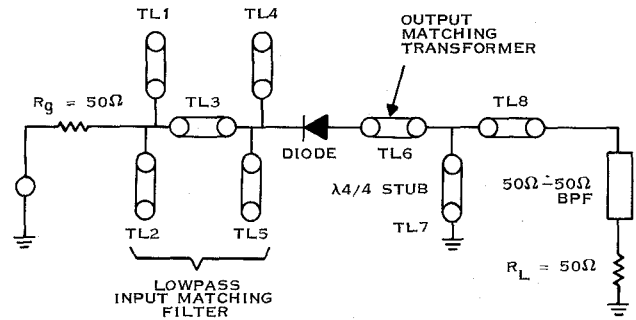 TL1
TL4
OUTPUT
MATCHING
TRANSFORMER
Rg = 50Ω
TL3
TL8
DIODE
TL6
λ4/4 STUB
50Ω-50Ω
BPF
TL2
TL5
TL7
RL = 50Ω
LOWPASS
INPUT MATCHING
FILTER